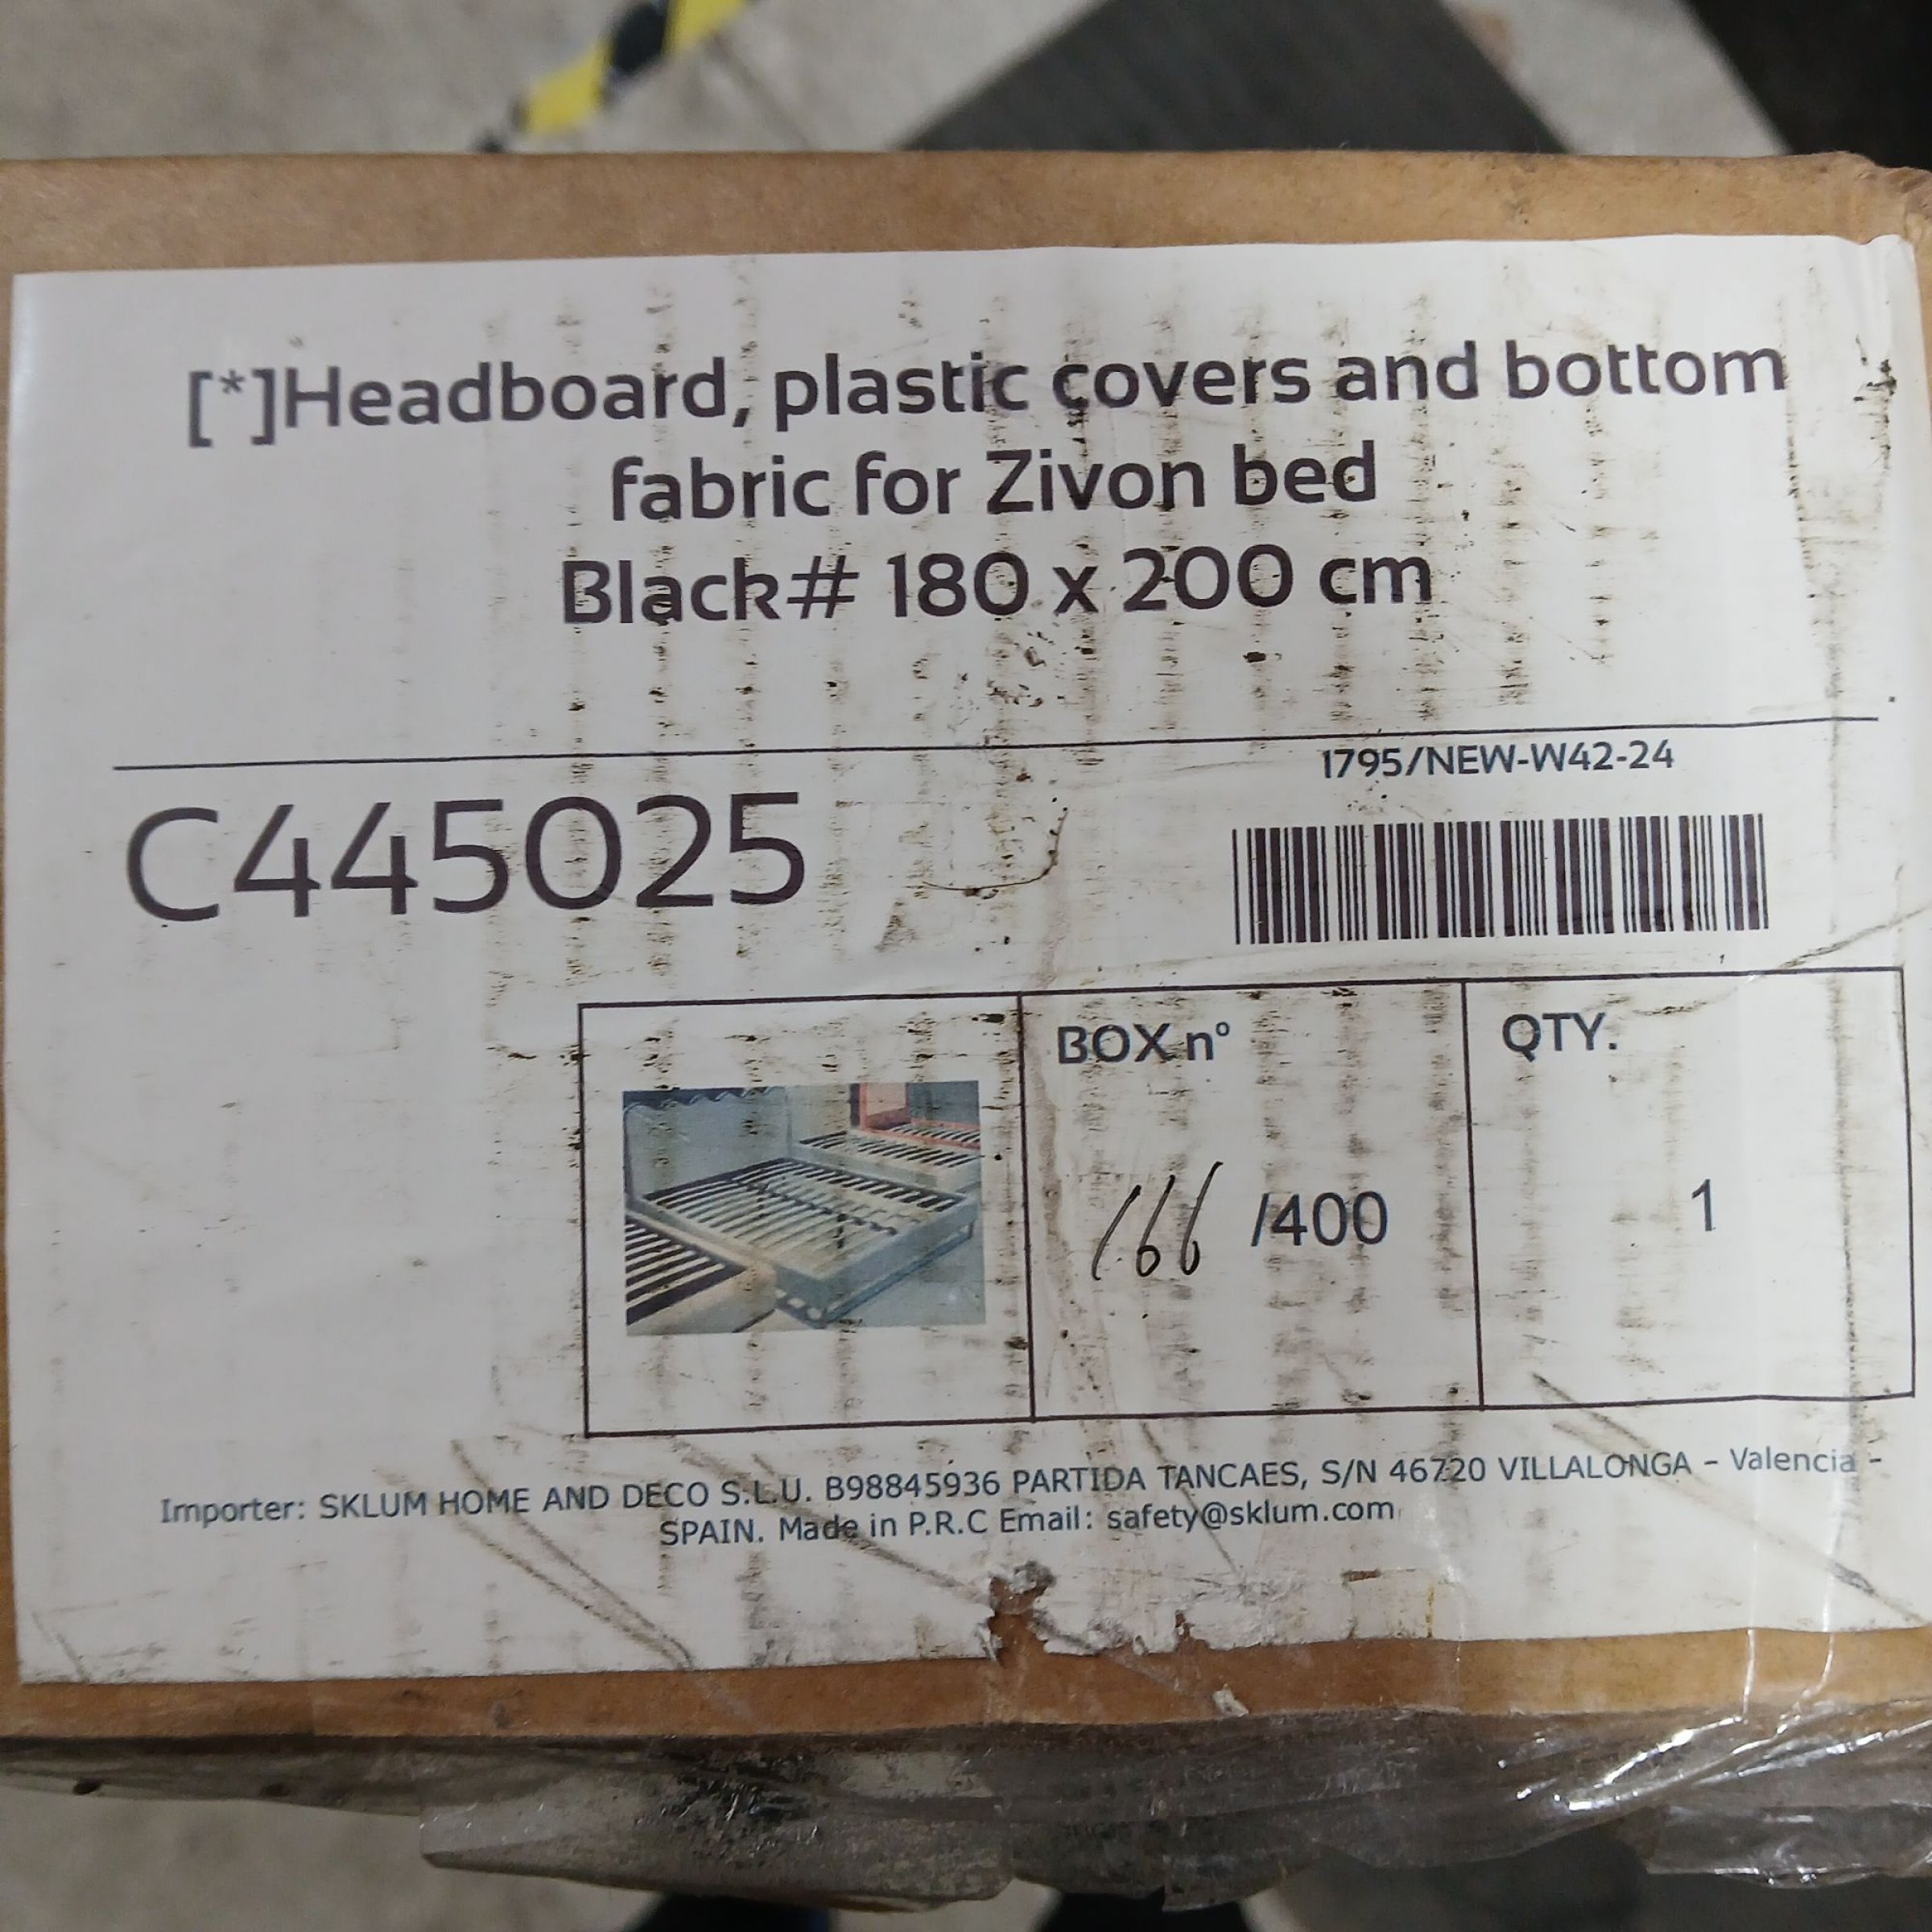 [*]Headboard, plastic covers and bottom
fabric for Zivon bed
Black# 180 x 200 cm
1795/NEW-W42-24
C445025
BOX nº
QTY.
166 /400
1
Importer: SKLUM HOME AND DECO S.L.U. B98845936 PARTIDA TANCAES, S/N 46720 VILLALONGA - Valencia -
SPAIN. Made in P.R.C Email: safety@sklum.com